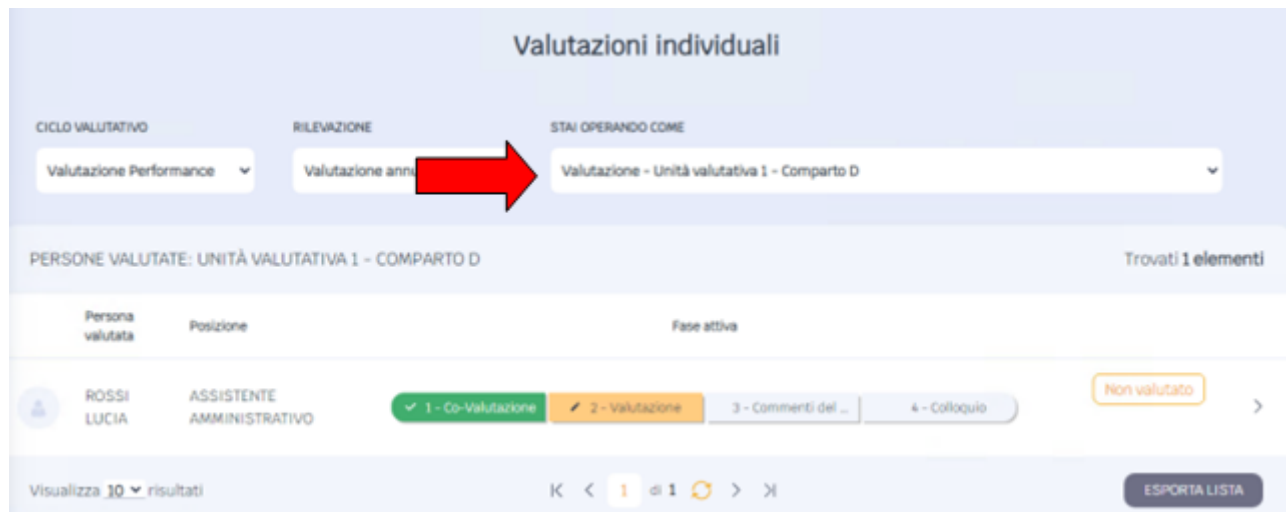 Valutazioni individuali
CICLO VALUTATIVO RILEVAZIONE STAI OPERANDO COME
Valutazione Performance Valutazione annu Valutazione - Unità valutativa 1 - Comparto D
PERSONE VALUTATE: UNITÀ VALUTATIVA 1 - COMPARTO D Trovati 1 elementi
Persona valutata Posizione Fase attiva
ROSSI LUCIA ASSISTENTE AMMINISTRATIVO 1 - Co-Valutazione 2 - Valutazione 3 - Commenti del ... 4 - Colloquio Non valutato
Visualizza 10 risultati 1 di 1 ESPORTA LISTA